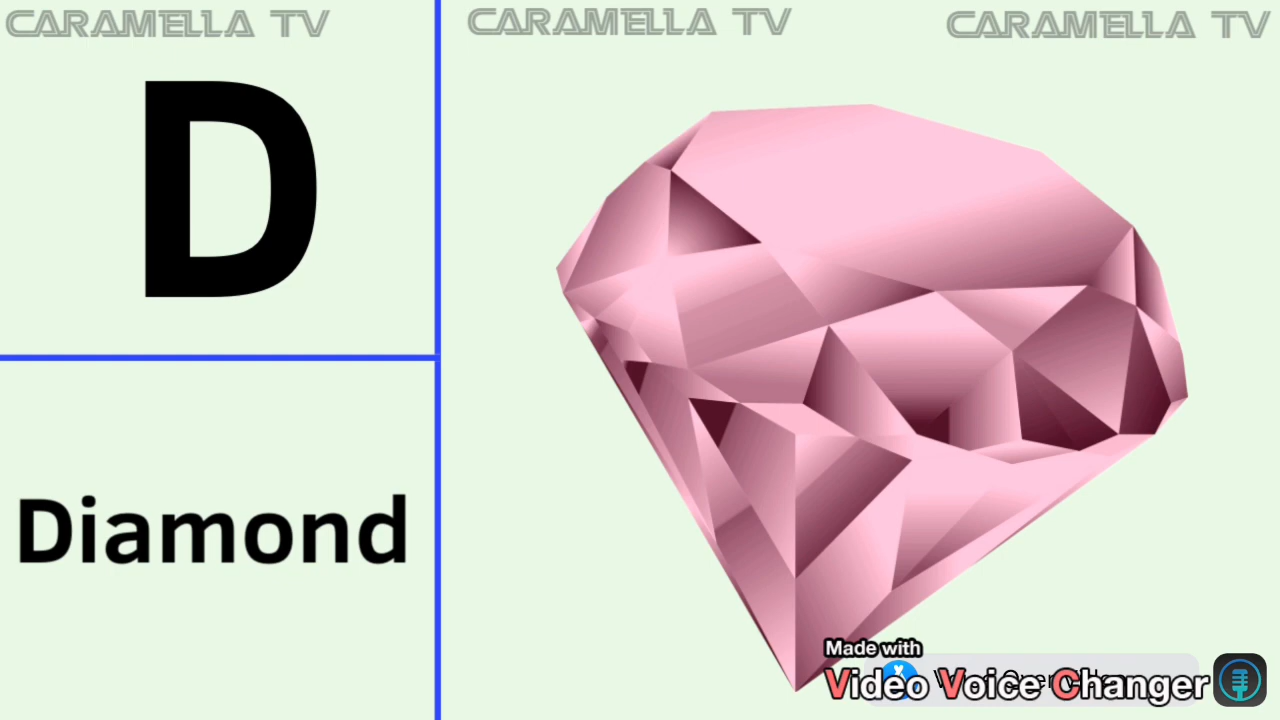 CARAMELLA TV
CARAMELLA TV
CARAMELLA TV
D
Diamond
Made with
Video Voice Changer